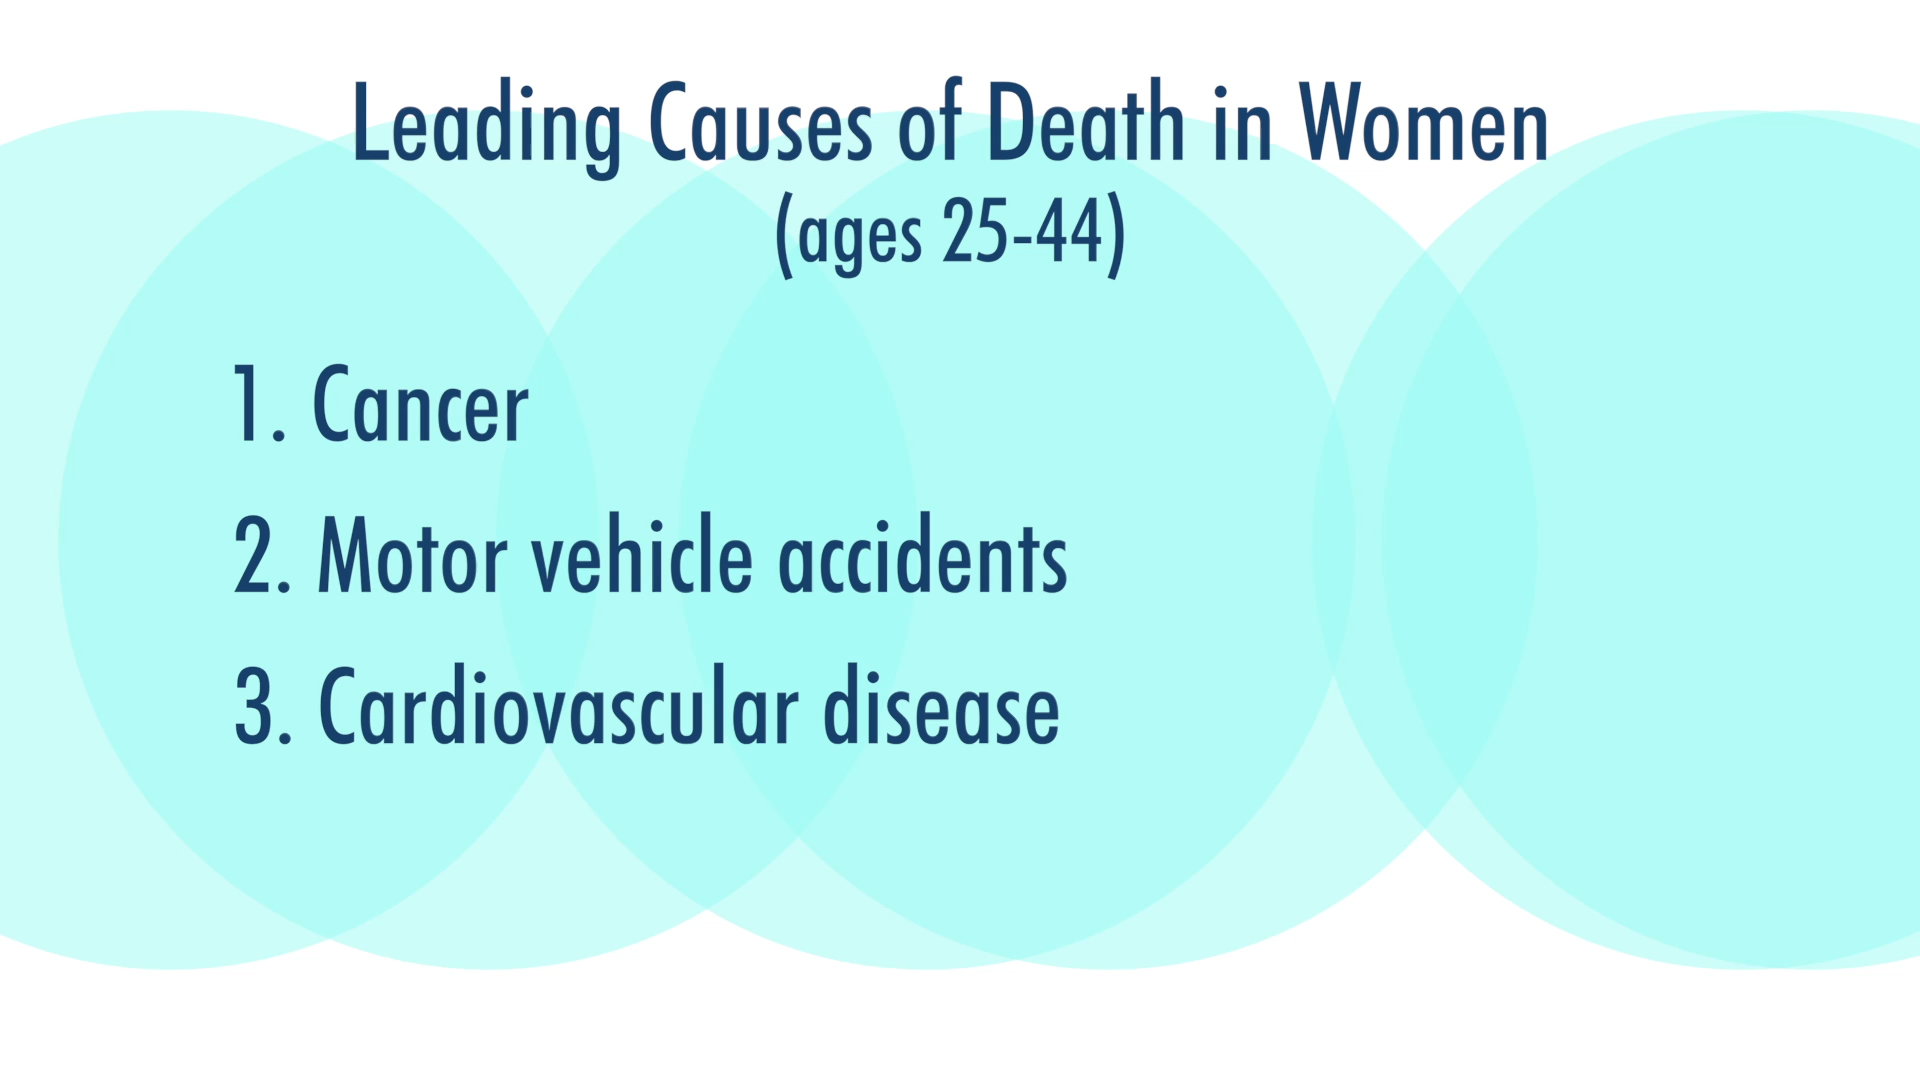 Leading Causes of Death in Women
(ages 25-44)
1. Cancer
2. Motor vehicle accidents
3. Cardiovascular disease